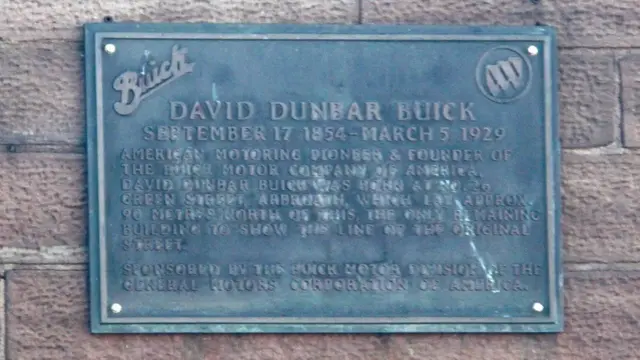 Buick
DAVID DUNBAR BUICK
SEPTEMBER 17 1854-MARCH 5 1929
AMERICAN MOTORING PIONEER & FOUNDER OF
THE BUICK MOTOR COMPANY OF AMERICA.
DAVID DUNBAR BUICK WAS BORN AT NO. 26
GREEN STREET, ARBROATH, WHICH LAY APPROX.
90 METRES NORTH OF THIS, THE ONLY REMAINING
BUILDING TO SHOW THE LINE OF THE ORIGINAL
STREET.
SPONSORED BY THE BUICK MOTOR DIVISION OF THE
GENERAL MOTORS CORPORATION OF AMERICA.